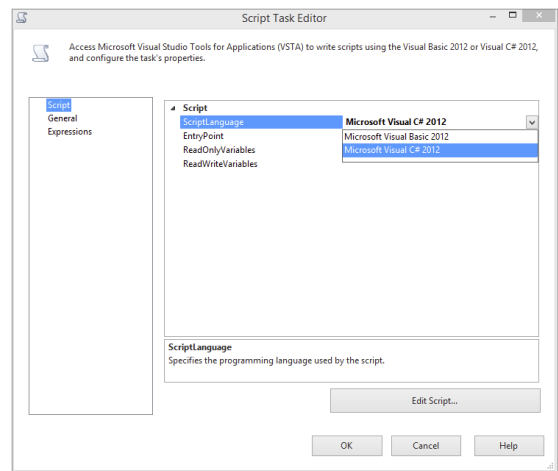 Script Task Editor
Access Microsoft Visual Studio Tools for Applications (VSTA) to write scripts using the Visual Basic 2012 or Visual C# 2012,
and configure the task's properties.
Script
General
Expressions
Script
ScriptLanguage Microsoft Visual C# 2012
EntryPoint Microsoft Visual Basic 2012
ReadOnlyVariables Microsoft Visual C# 2012
ReadWriteVariables
ScriptLanguage
Specifies the programming language used by the script.
Edit Script...
OK Cancel Help